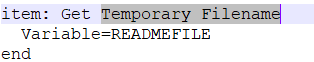 item: Get Temporary Filename
  Variable=READMEFILE
end